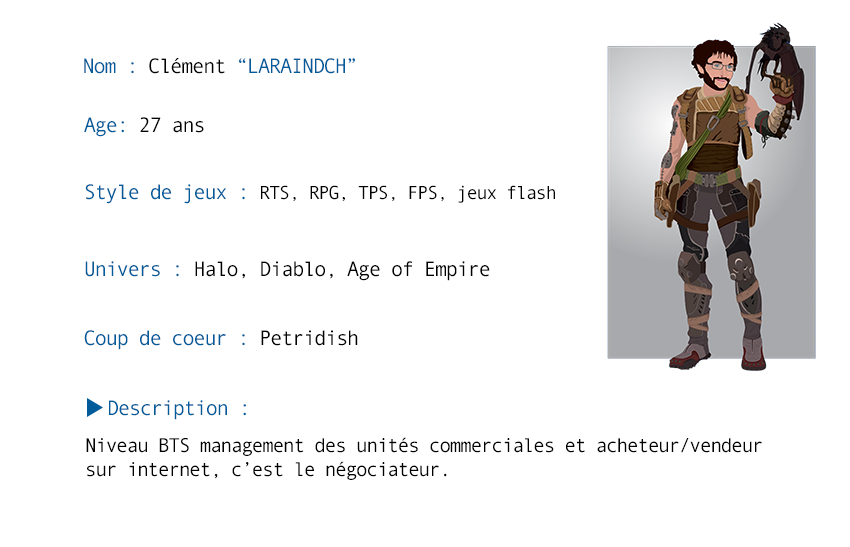 Nom : Clément “LARAINDCH”
Age: 27 ans
Style de jeux : RTS, RPG, TPS, FPS, jeux flash
Univers : Halo, Diablo, Age of Empire
Coup de coeur : Petridish
▶Description :
Niveau BTS management des unités commerciales et acheteur/vendeur
sur internet, c’est le négociateur.